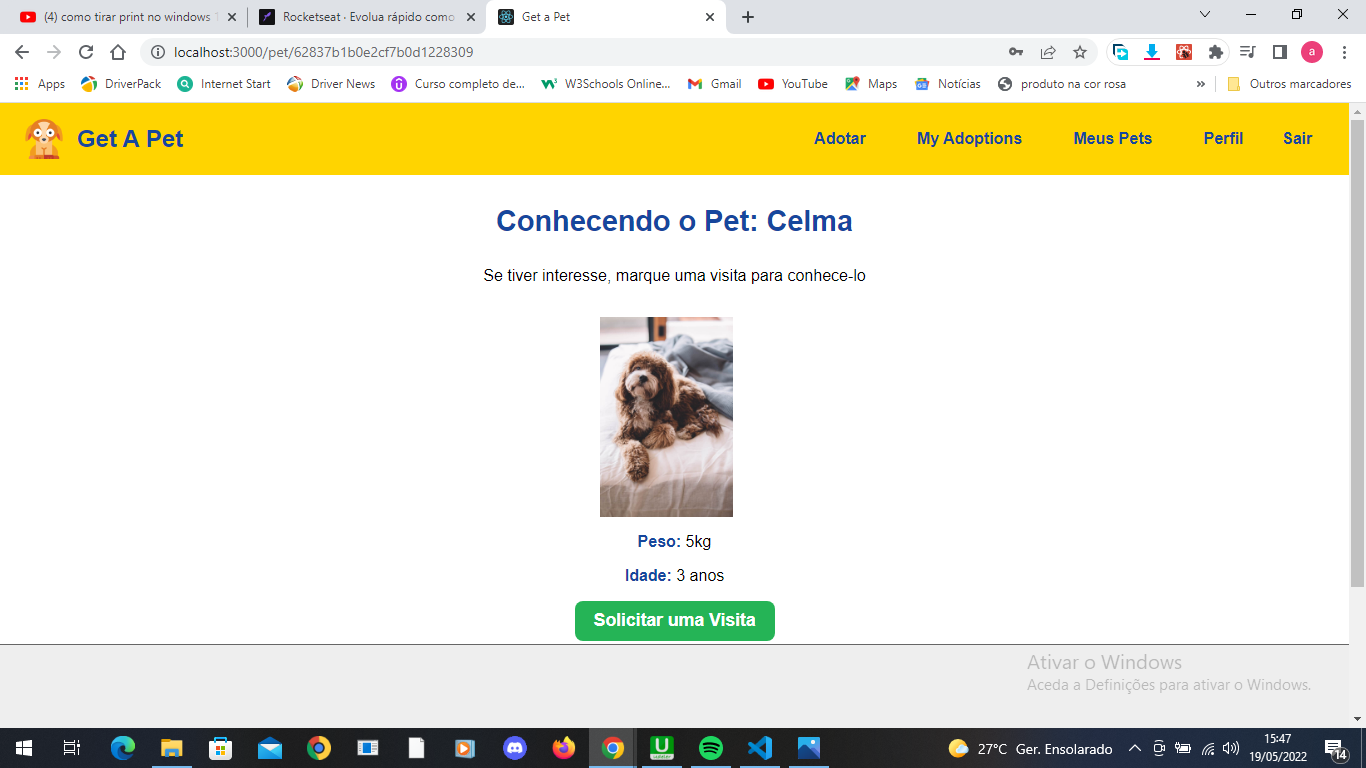 (4) como tirar print no windows 1
Rocketseat · Evolua rápido como
Get a Pet
localhost:3000/pet/62837b1b0e2cf7b0d1228309
a
Apps
DriverPack
Internet Start
Driver News
Curso completo de...
W3Schools Online...
Gmail
YouTube
Maps
Notícias
produto na cor rosa
»
Outros marcadores
Get A Pet
Adotar
My Adoptions
Meus Pets
Perfil
Sair
Conhecendo o Pet: Celma
Se tiver interesse, marque uma visita para conhece-lo
Peso: 5kg
Idade: 3 anos
Solicitar uma Visita
Ativar o Windows
Aceda a Definições para ativar o Windows.
27°C Ger. Ensolarado
15:47
19/05/2022
14